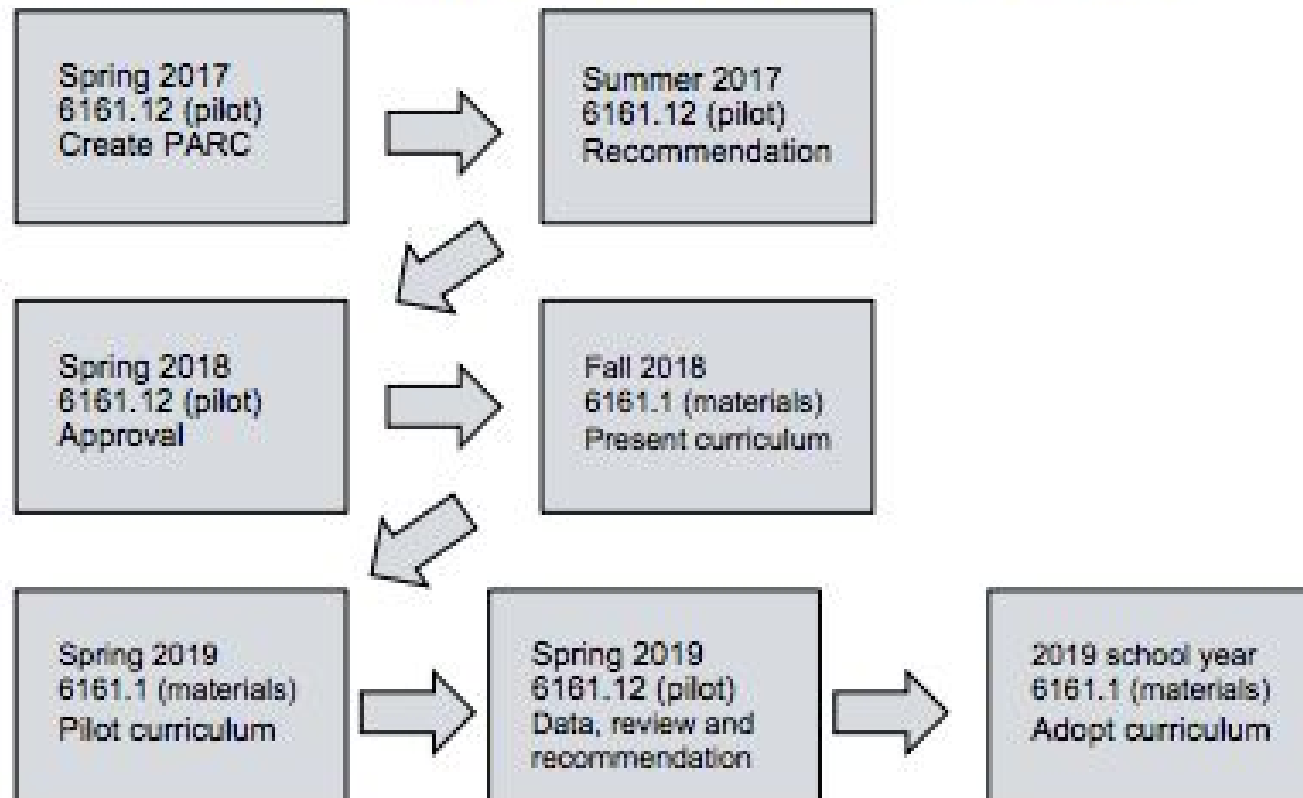 Spring 2017
6161.12 (pilot)
Create PARC
Summer 2017
6161.12 (pilot)
Recommendation
Spring 2018
6161.12 (pilot)
Approval
Fall 2018
6161.1 (materials)
Present curriculum
Spring 2019
6161.1 (materials)
Pilot curriculum
Spring 2019
6161.12 (pilot)
Data, review and
recommendation
2019 school year
6161.1 (materials)
Adopt curriculum